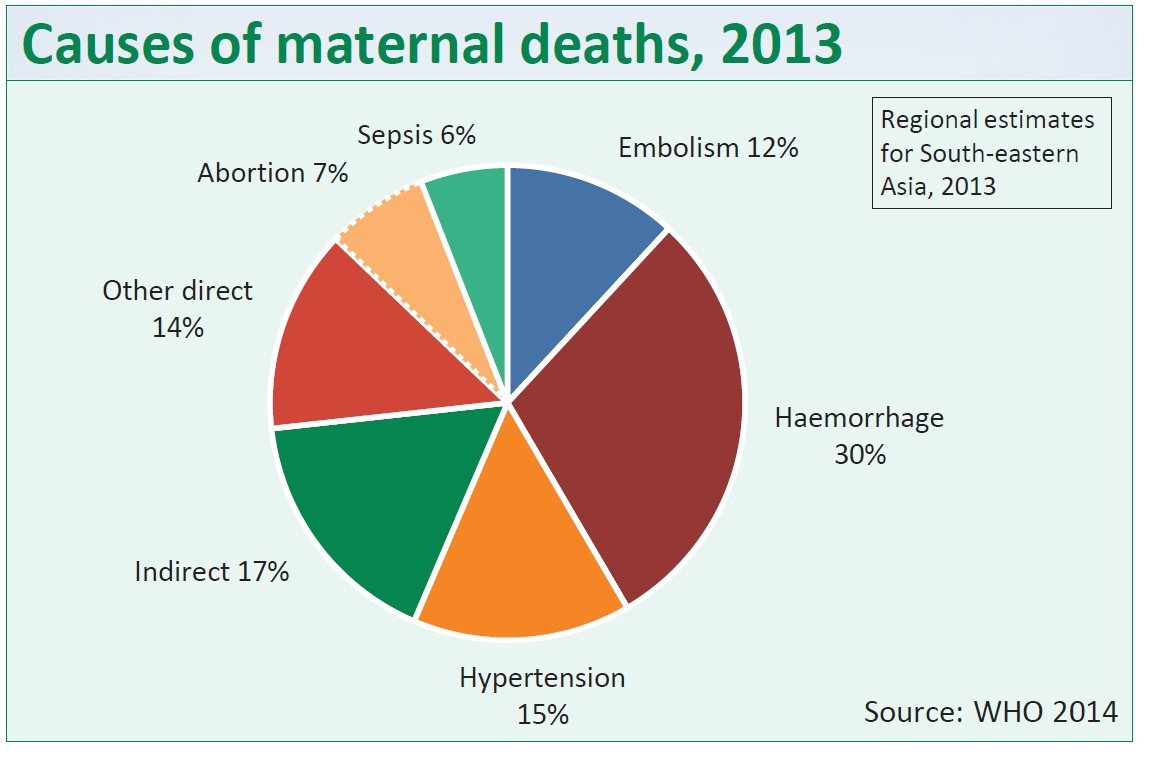 Causes of maternal deaths, 2013
Regional estimates
for South-eastern
Asia, 2013
Sepsis 6%
Embolism 12%
Abortion 7%
Other direct
14%
Haemorrhage
30%
Indirect 17%
Hypertension
15%
Source: WHO 2014